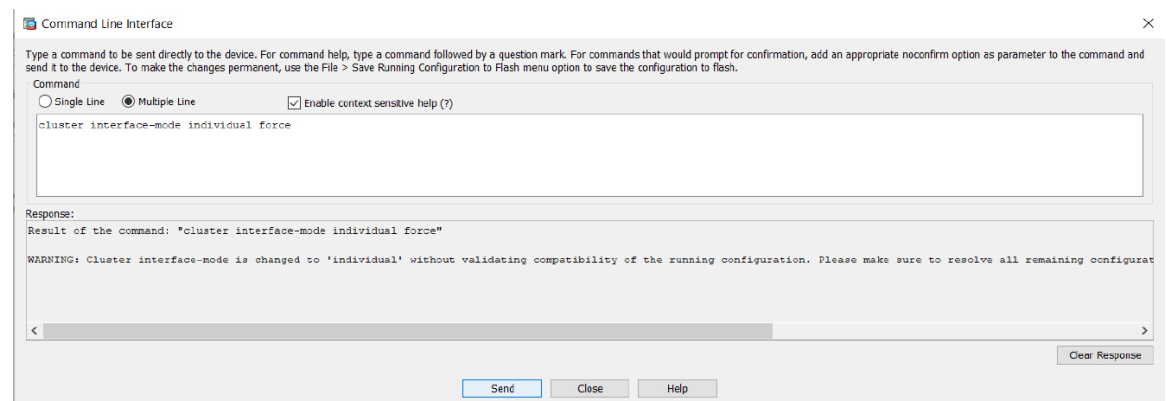 Command Line Interface
Type a command to be sent directly to the device. For command help, type a command followed by a question mark. For commands that would prompt for confirmation, add an appropriate noconfirm option as parameter to the command and
send it to the device. To make the changes permanent, use the File > Save Running Configuration to Flash menu option to save the configuration to flash.
Command
Single Line Multiple Line Enable context sensitive help (?)
cluster interface-mode individual force
Response:
Result of the command: "cluster interface-mode individual force"
WARNING: Cluster interface-mode is changed to 'individual' without validating compatibility of the running configuration. Please make sure to resolve all remaining configurat
Clear Response
Send Close Help